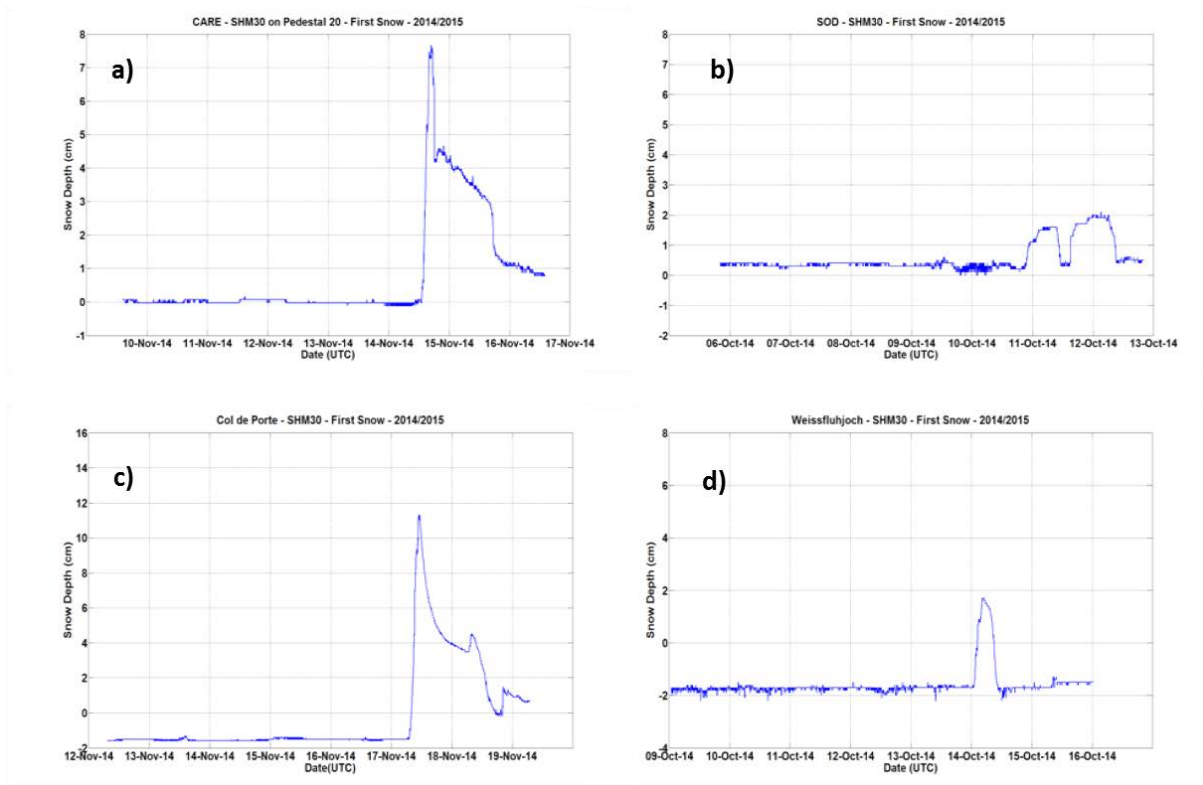 CARE - SHM30 on Pedestal 20 - First Snow - 2014/2015
a)
8
7
6
5
4
3
2
1
0
-1
Snow Depth (cm)
10-Nov-14 11-Nov-14 12-Nov-14 13-Nov-14 14-Nov-14 15-Nov-14 16-Nov-14 17-Nov-14
Date (UTC)
SOD - SHM30 - First Snow - 2014/2015
b)
8
7
6
5
4
3
2
1
0
-1
-2
Snow Depth (cm)
06-Oct-14 07-Oct-14 08-Oct-14 09-Oct-14 10-Oct-14 11-Oct-14 12-Oct-14 13-Oct-14
Date (UTC)
Col de Porte - SHM30 - First Snow - 2014/2015
c)
16
14
12
10
8
6
4
2
0
-2
Snow Depth (cm)
12-Nov-14 13-Nov-14 14-Nov-14 15-Nov-14 16-Nov-14 17-Nov-14 18-Nov-14 19-Nov-14
Date(UTC)
Weissfluhjoch - SHM30 - First Snow - 2014/2015
d)
8
6
4
2
0
-2
-4
Snow Depth (cm)
09-Oct-14 10-Oct-14 11-Oct-14 12-Oct-14 13-Oct-14 14-Oct-14 15-Oct-14 16-Oct-14
Date (UTC)